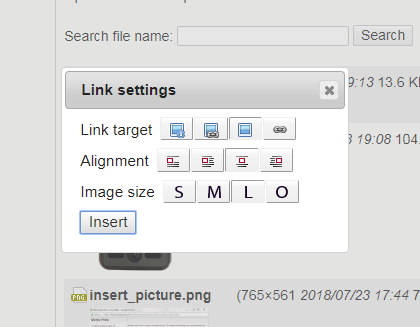 Search file name: Search
9:13 13.6 K
Link settings
Link target
3 19:08 104.
Alignment
Image size S M L O
Insert
insert_picture.png (765×561 2018/07/23 17:44 7